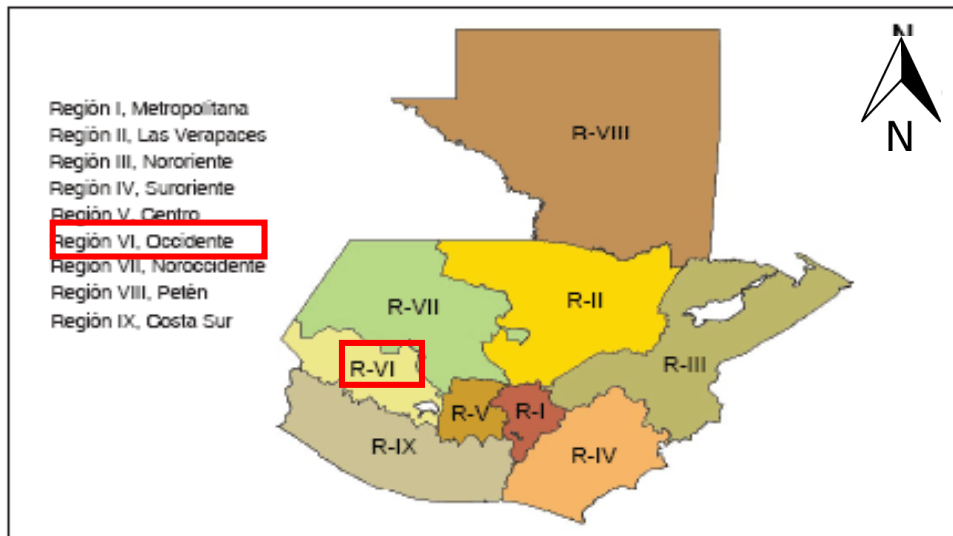 N
Región I, Metropolitana
Región II, Las Verapaces
Región III, Nororiente
Región IV, Suroriente
Región V, Centro
Región VI, Occidente
Región VII, Noroccidente
Región VIII, Petén
Región IX, Costa Sur
N
R-VIII
R-II
R-VII
R-III
R-VI
R-V
R-I
R-IX
R-IV